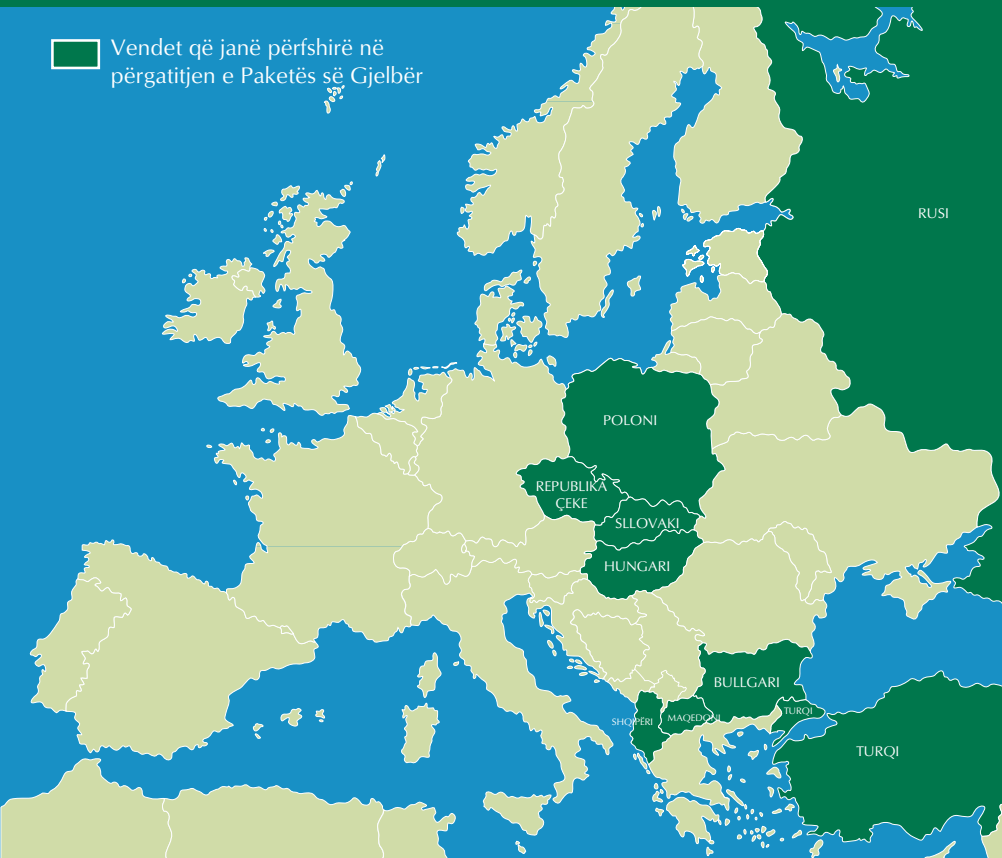 Vendet që janë përfshirë në
përgatitjen e Paketës së Gjelbër
RUSI
POLONI
REPUBLIKA
ÇEKE
SLLOVAKI
HUNGARI
BULLGARI
SHQIPËRI
MAQEDONI
TURQI
TURQI